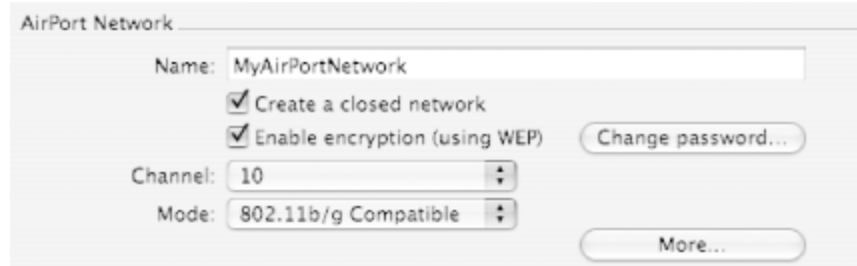 AirPort Network
Name: MyAirPortNetwork
Create a closed network
Enable encryption (using WEP) Change password...
Channel: 10
Mode: 802.11b/g Compatible
More...